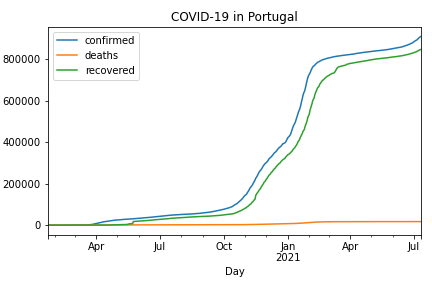 COVID-19 in Portugal
confirmed
deaths
recovered
800000
600000
400000
200000
0
Apr Jul Oct Jan Apr Jul
2021
Day